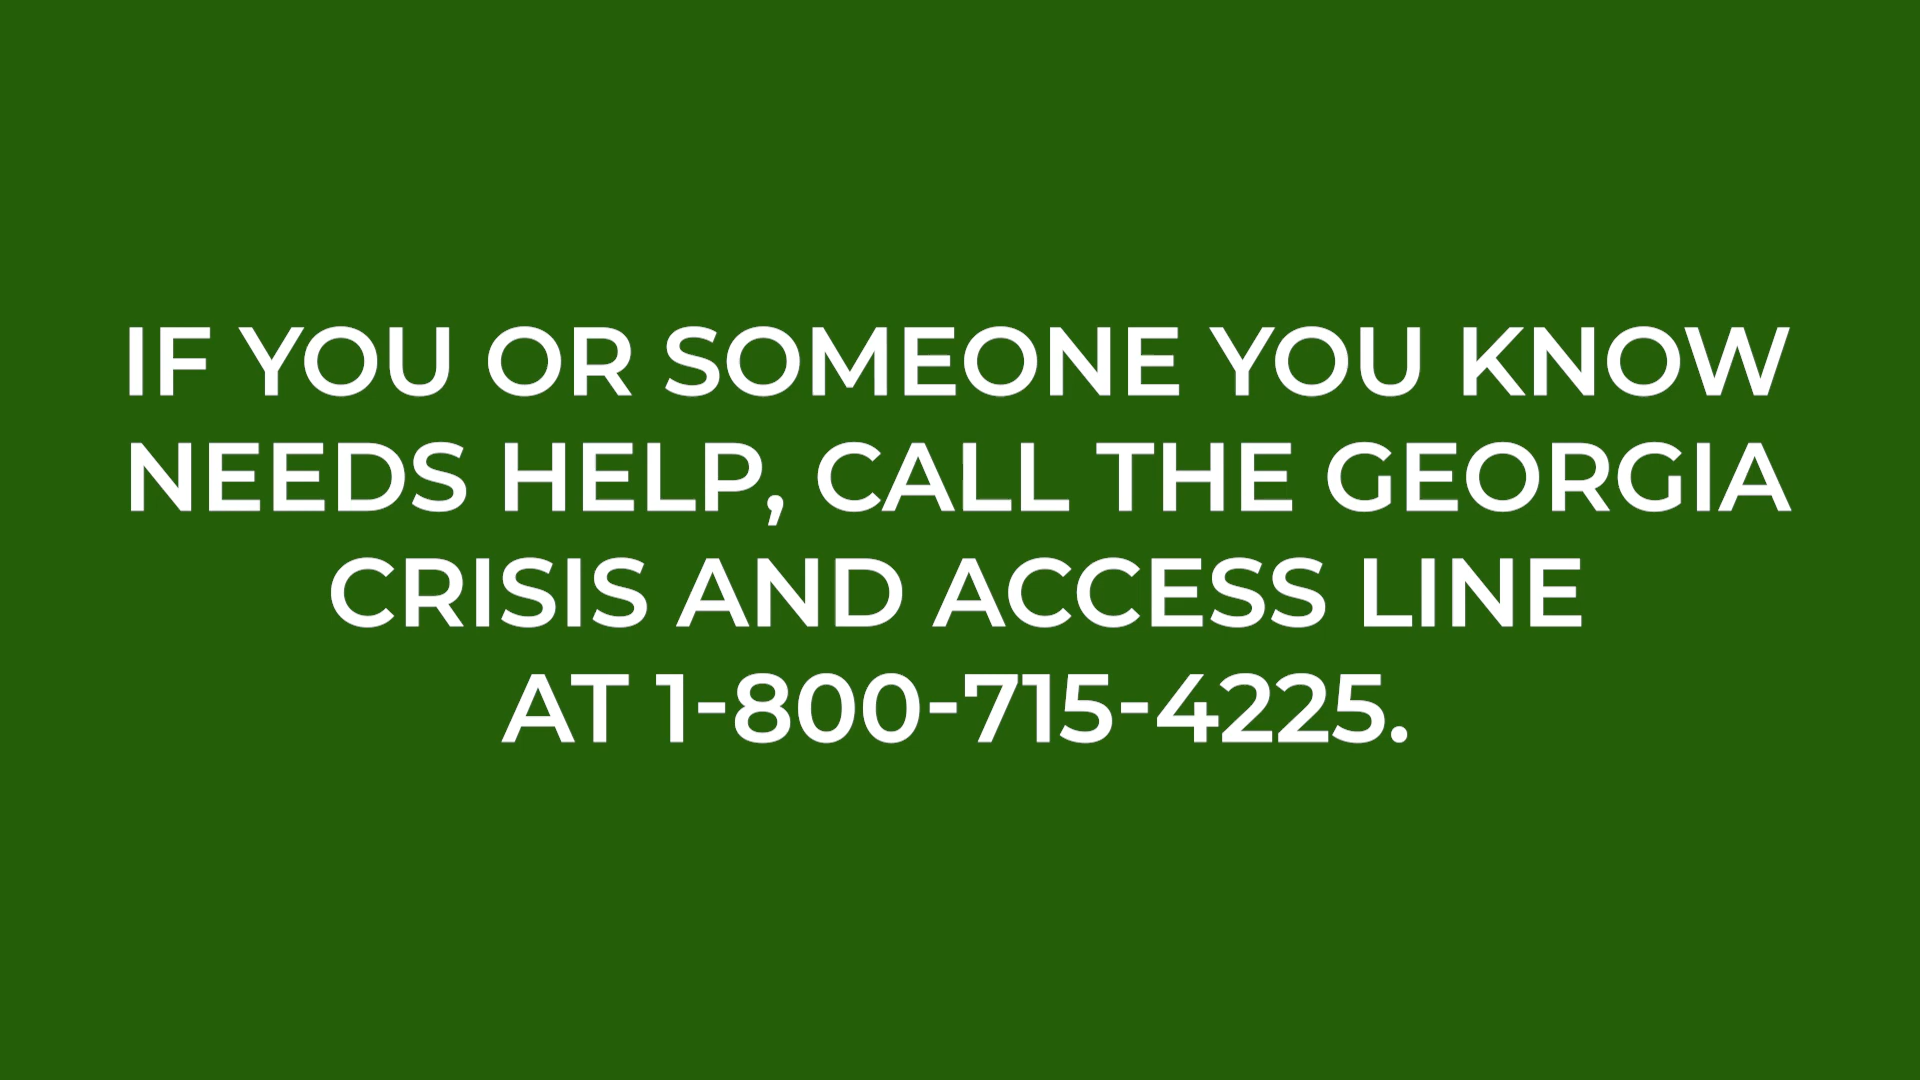 IF YOU OR SOMEONE YOU KNOW
NEEDS HELP, CALL THE GEORGIA
CRISIS AND ACCESS LINE
AT 1-800-715-4225.